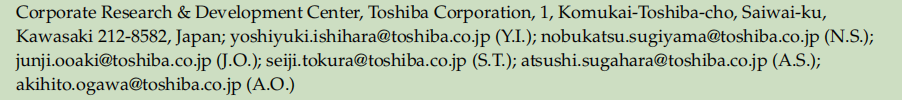 Corporate Research & Development Center, Toshiba Corporation, 1, Komukai-Toshiba-cho, Saiwai-ku,
Kawasaki 212-8582, Japan; yoshiyuki.ishihara@toshiba.co.jp (Y.I.); nobukatsu.sugiyama@toshiba.co.jp (N.S.);
junji.ooaki@toshiba.co.jp (J.O.); seiji.tokura@toshiba.co.jp (S.T.); atsushi.sugahara@toshiba.co.jp (A.S.);
akihito.ogawa@toshiba.co.jp (A.O.)